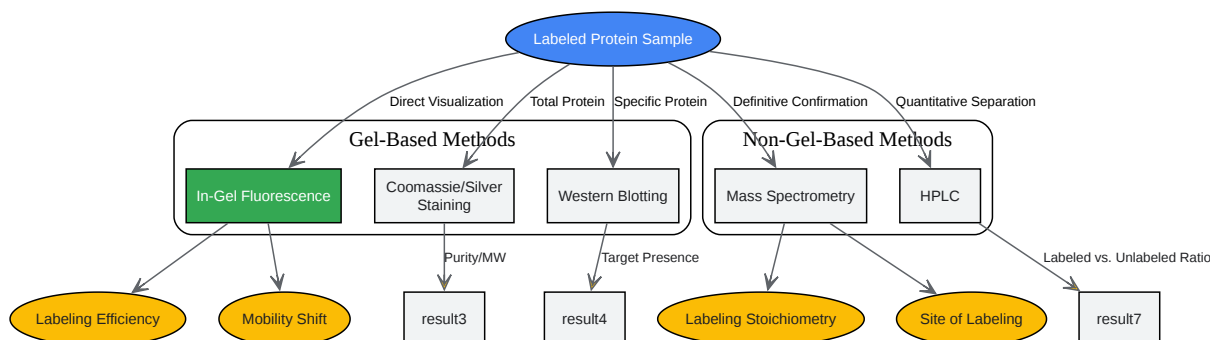 Labeled Protein Sample
Direct Visualization
Total Protein
Specific Protein
Definitive Confirmation
Quantitative Separation
Gel-Based Methods
Non-Gel-Based Methods
In-Gel Fluorescence
Coomassie/Silver
Staining
Western Blotting
Mass Spectrometry
HPLC
Purity/MW
Target Presence
Labeled vs. Unlabeled Ratio
Labeling Efficiency
Mobility Shift
result3
result4
Labeling Stoichiometry
Site of Labeling
result7